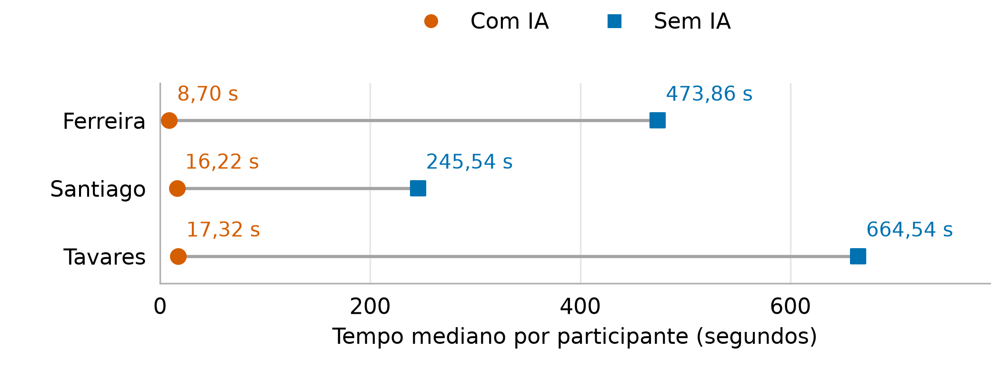 Com IA Sem IA
8,70 s 473,86 s
Ferreira
16,22 s 245,54 s
Santiago
17,32 s 664,54 s
Tavares
0 200 400 600
Tempo mediano por participante (segundos)